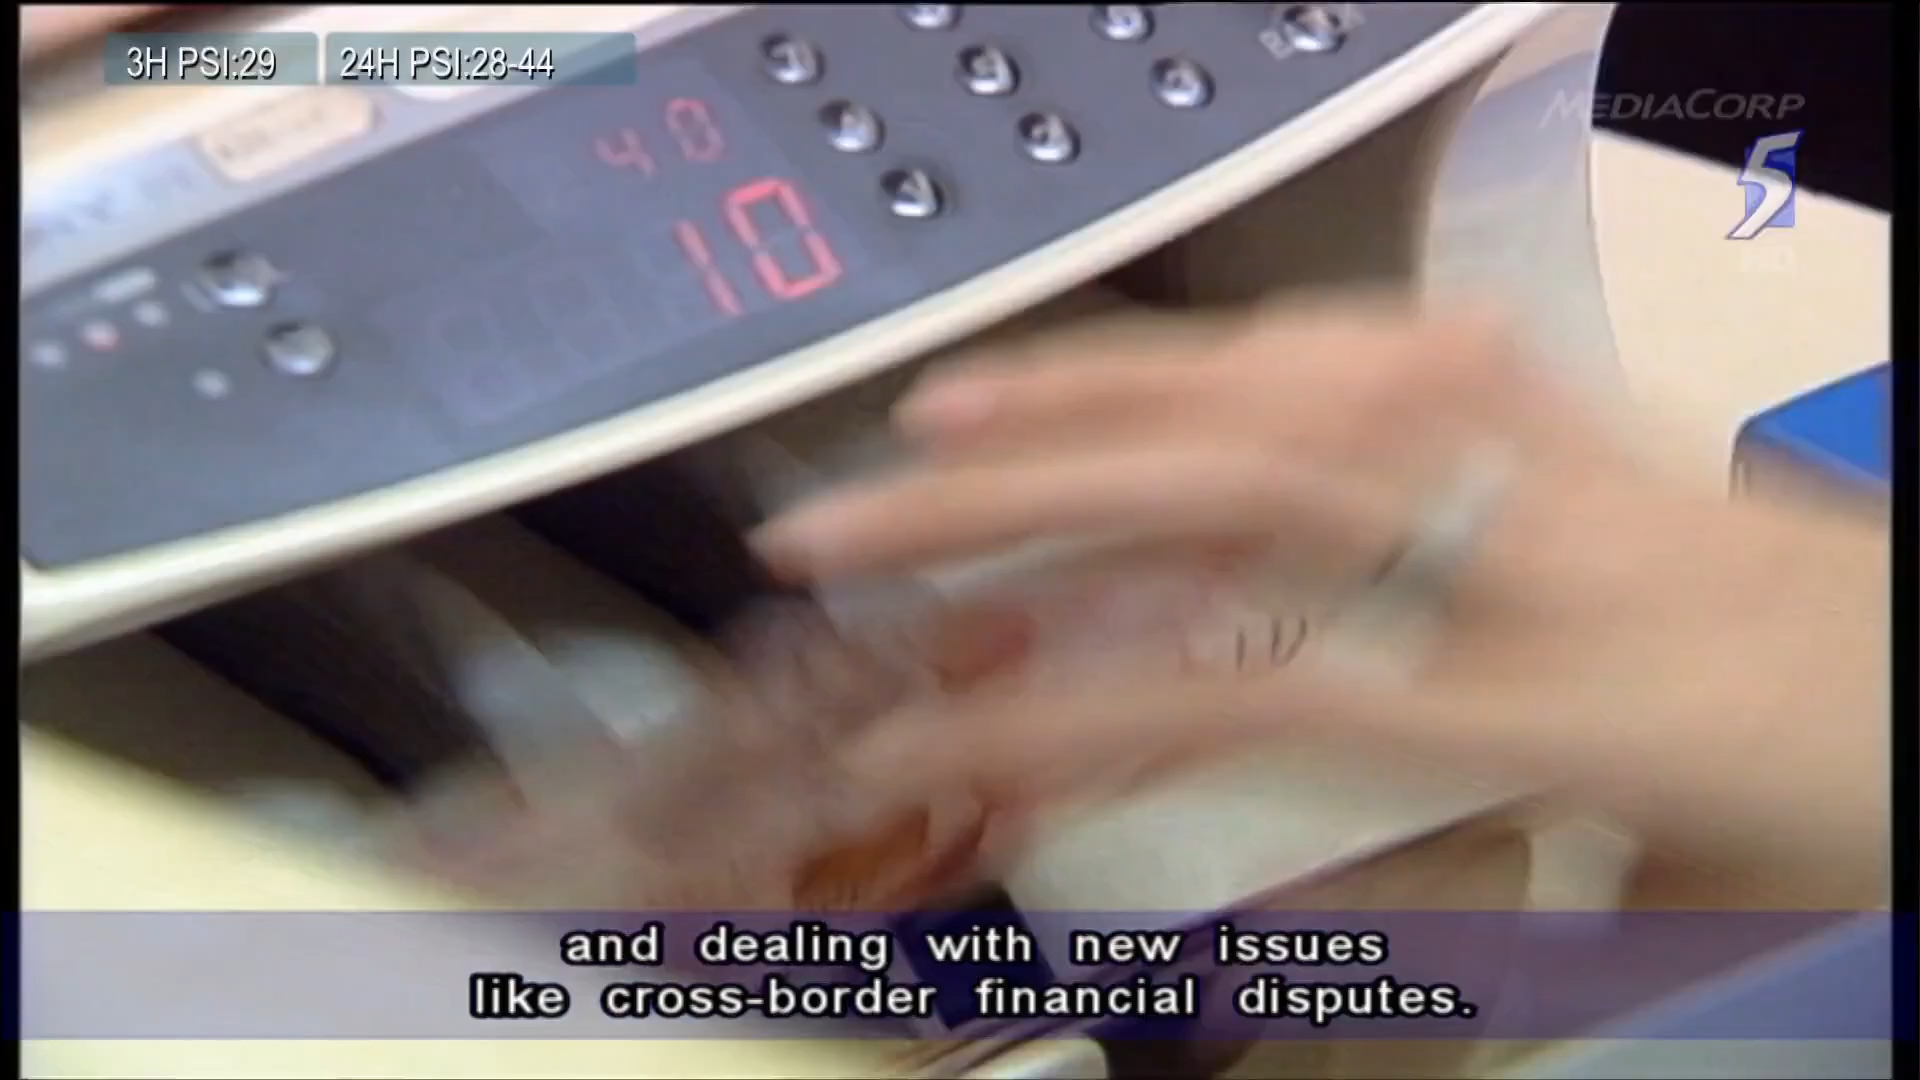 3H PSI:29 24H PSI:28-44
MEDIACORP
5
HD
40
10
and dealing with new issues
like cross-border financial disputes.